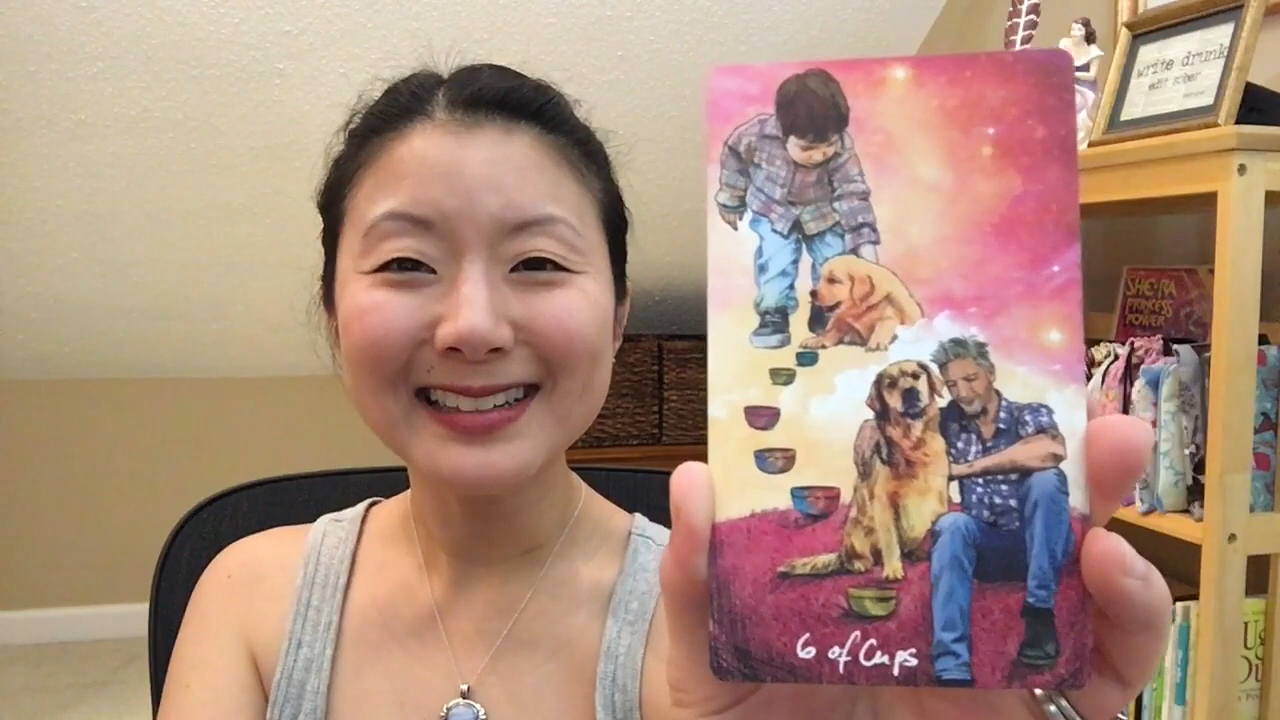 write drunk
edit sober
SHE-RA
PRINCESS
POWER
6 of Cups